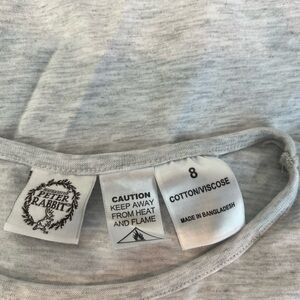 PETER
RABBIT
CAUTION
KEEP AWAY
FROM HEAT
AND FLAME
8
COTTON/VISCOSE
MADE IN BANGLADESH